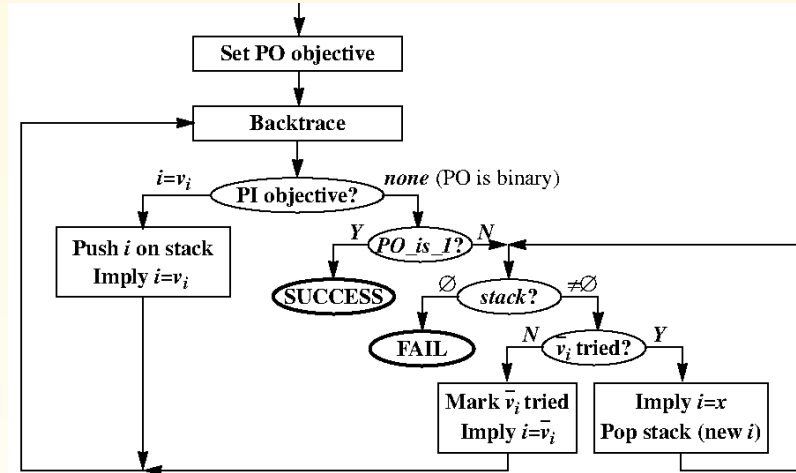 Set PO objective
Backtrace
i=vᵢ
none (PO is binary)
PI objective?
Push i on stack
Imply i=vᵢ
Y
PO_is_1?
N
SUCCESS
∅
stack?
≠∅
FAIL
N
v̅ᵢ tried?
Y
Mark v̅ᵢ tried
Imply i=v̅ᵢ
Imply i=x
Pop stack (new i)